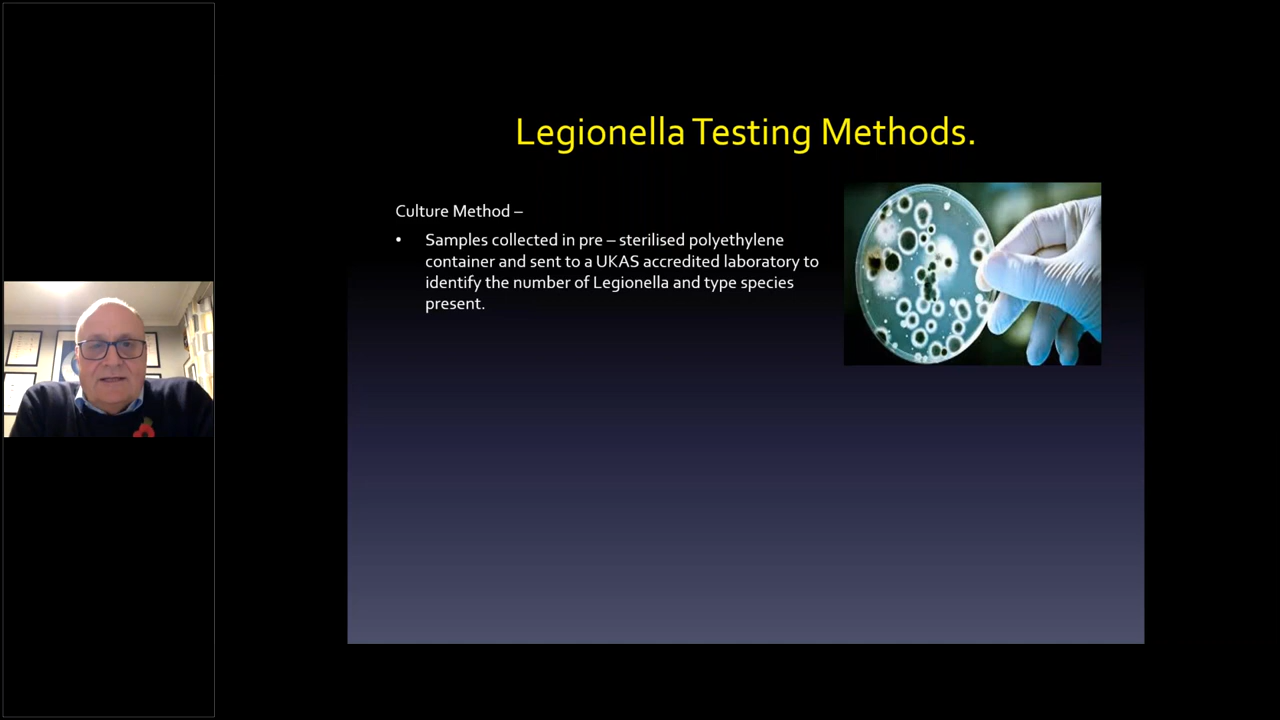 Legionella Testing Methods.
Culture Method –
• Samples collected in pre – sterilised polyethylene
container and sent to a UKAS accredited laboratory to
identify the number of Legionella and type species
present.